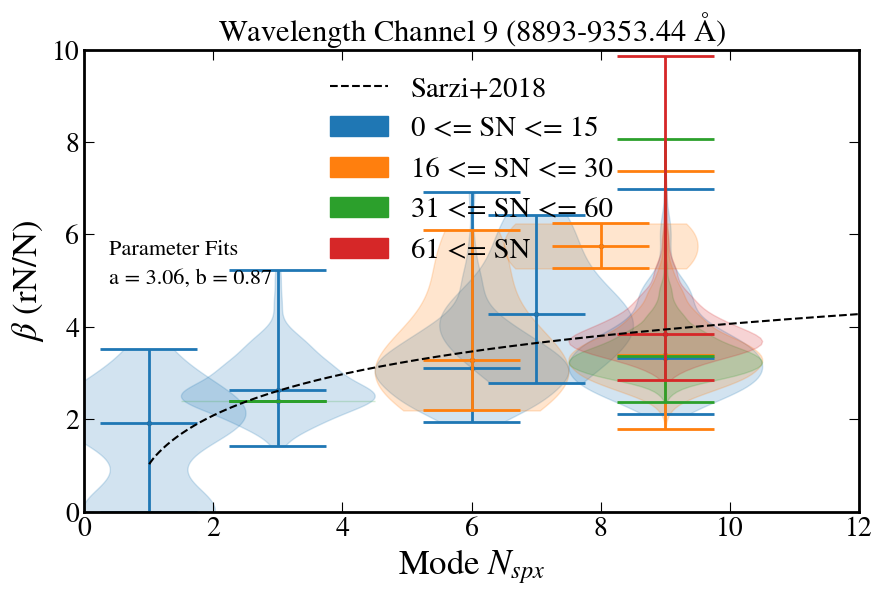 Wavelength Channel 9 (8893-9353.44 Å)
10
8
6
4
2
0
β (rN/N)
Sarzi+2018
0 <= SN <= 15
16 <= SN <= 30
31 <= SN <= 60
61 <= SN
Parameter Fits
a = 3.06, b = 0.87
0 2 4 6 8 10 12
Mode N_{spx}